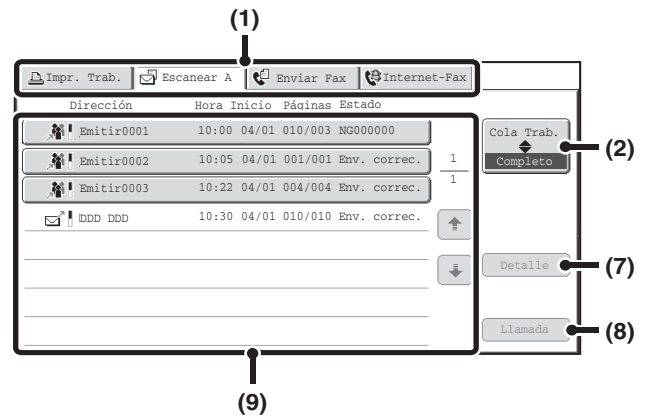 (1)
Impr. Trab. Escanear A Enviar Fax Internet-Fax
Dirección Hora Inicio Páginas Estado
Emitir0001 10:00 04/01 010/003 NG000000
Emitir0002 10:05 04/01 001/001 Env. correc.
Emitir0003 10:22 04/01 004/004 Env. correc.
DDD DDD 10:30 04/01 010/010 Env. correc.
1
1
Cola Trab.
Completo
(2)
Detalle
(7)
Llamada
(8)
(9)